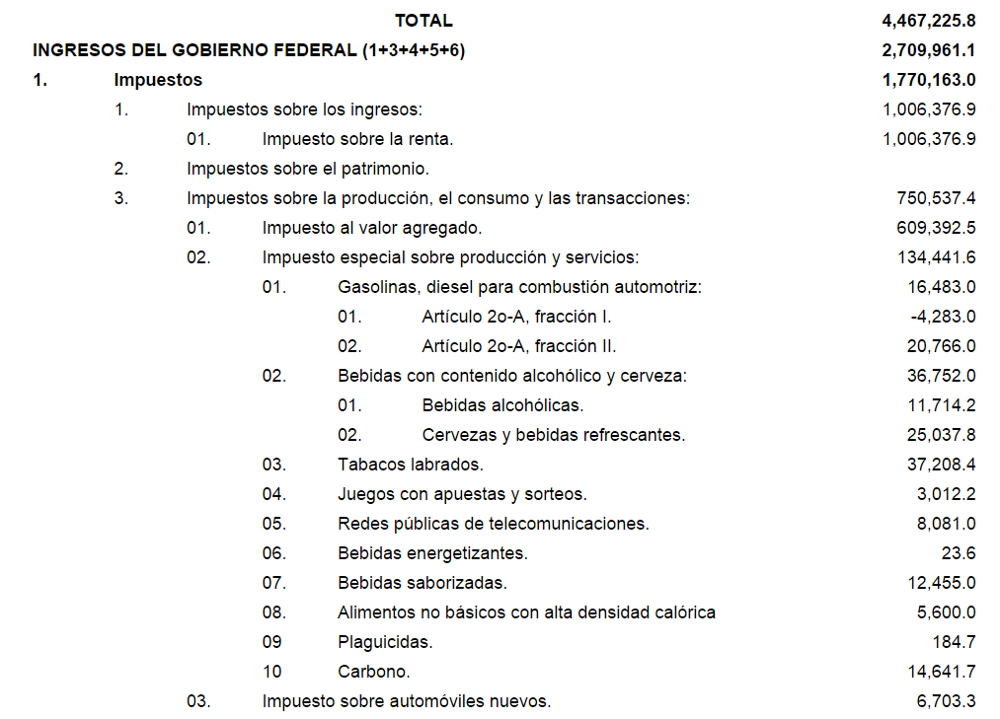 TOTAL 4,467,225.8
INGRESOS DEL GOBIERNO FEDERAL (1+3+4+5+6) 2,709,961.1
1. Impuestos 1,770,163.0
1. Impuestos sobre los ingresos: 1,006,376.9
01. Impuesto sobre la renta. 1,006,376.9
2. Impuestos sobre el patrimonio.
3. Impuestos sobre la producción, el consumo y las transacciones: 750,537.4
01. Impuesto al valor agregado. 609,392.5
02. Impuesto especial sobre producción y servicios: 134,441.6
01. Gasolinas, diesel para combustión automotriz: 16,483.0
01. Artículo 2o-A, fracción I. -4,283.0
02. Artículo 2o-A, fracción II. 20,766.0
02. Bebidas con contenido alcohólico y cerveza: 36,752.0
01. Bebidas alcohólicas. 11,714.2
02. Cervezas y bebidas refrescantes. 25,037.8
03. Tabacos labrados. 37,208.4
04. Juegos con apuestas y sorteos. 3,012.2
05. Redes públicas de telecomunicaciones. 8,081.0
06. Bebidas energetizantes. 23.6
07. Bebidas saborizadas. 12,455.0
08. Alimentos no básicos con alta densidad calórica 5,600.0
09 Plaguicidas. 184.7
10 Carbono. 14,641.7
03. Impuesto sobre automóviles nuevos. 6,703.3